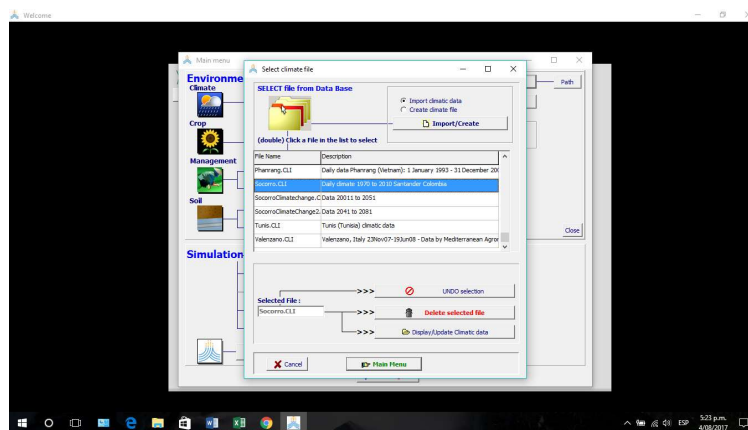 Welcome
Main menu
Environme
Climate
Crop
Management
Soil
Simulation
Path
Close
Select climate file
SELECT file from Data Base
Import climatic data
Create climate file
Import/Create
(double) Click a File in the list to select
File Name Description
Phanrang.CLI Daily data Phanrang (Vietnam): 1 January 1993 - 31 December 200
Socorro.CLI Daily climate 1970 to 2010 Santander Colombia
SocorroClimatechange.C Data 20011 to 2051
SocorroClimateChange2. Data 2041 to 2081
Tunis.CLI Tunis (Tunisia) climatic data
Valenzano.CLI Valenzano, Italy 23Nov07-19Jun08 - Data by Mediterranean Agron
>>> UNDO selection
Selected File :
Socorro.CLI >>> Delete selected file
>>> Display/Update Climatic data
Cancel Main Menu
ESP
5:23 p.m.
4/08/2017